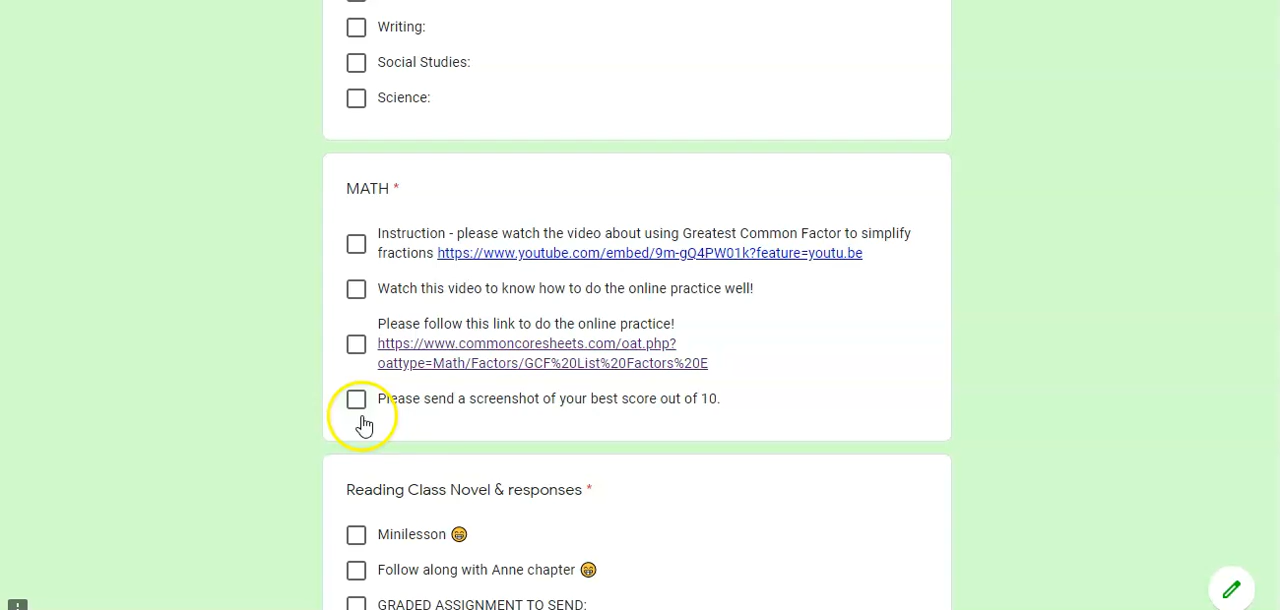 Writing:
Social Studies:
Science:
MATH *
Instruction - please watch the video about using Greatest Common Factor to simplify
fractions https://www.youtube.com/embed/9m-gQ4PW01k?feature=youtu.be
Watch this video to know how to do the online practice well!
Please follow this link to do the online practice!
https://www.commoncoresheets.com/oat.php?
oattype=Math/Factors/GCF%20List%20Factors%20E
Please send a screenshot of your best score out of 10.
Reading Class Novel & responses *
Minilesson 😁
Follow along with Anne chapter 😁
GRADED ASSIGNMENT TO SEND: